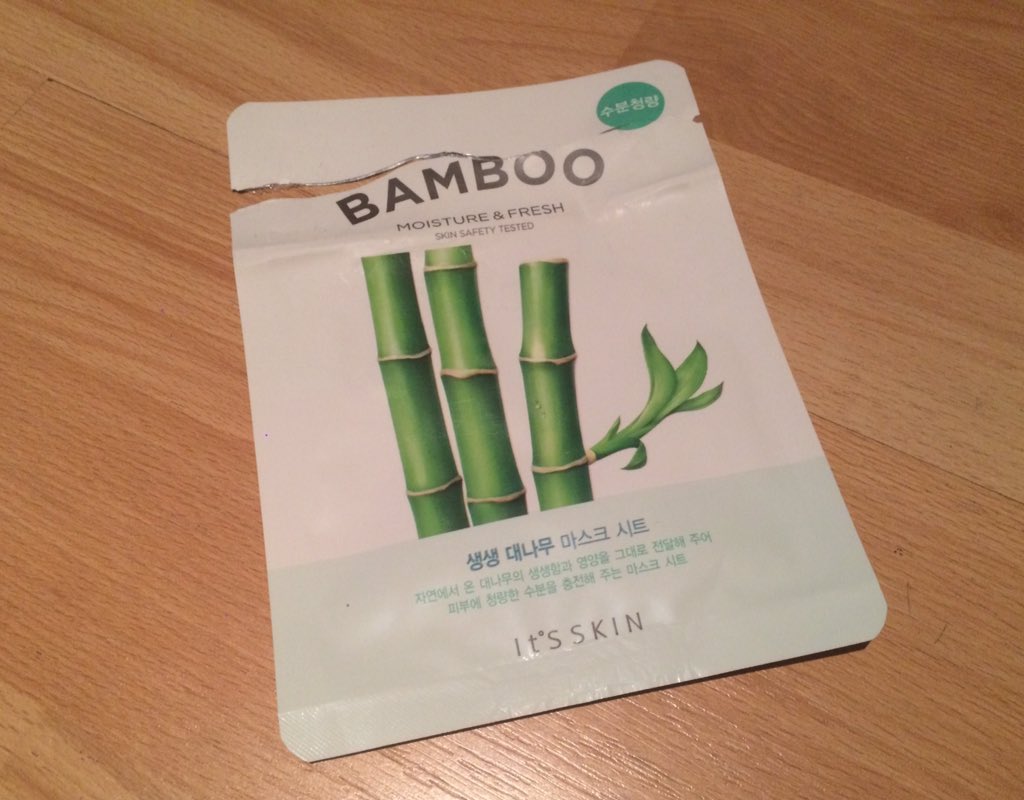 수분청량
BAMBOO
MOISTURE & FRESH
SKIN SAFETY TESTED
생생 대나무 마스크 시트
자연에서 온 대나무의 생생함과 영양을 그대로 전달해 주어
피부에 청량한 수분을 충전해 주는 마스크 시트
It's SKIN